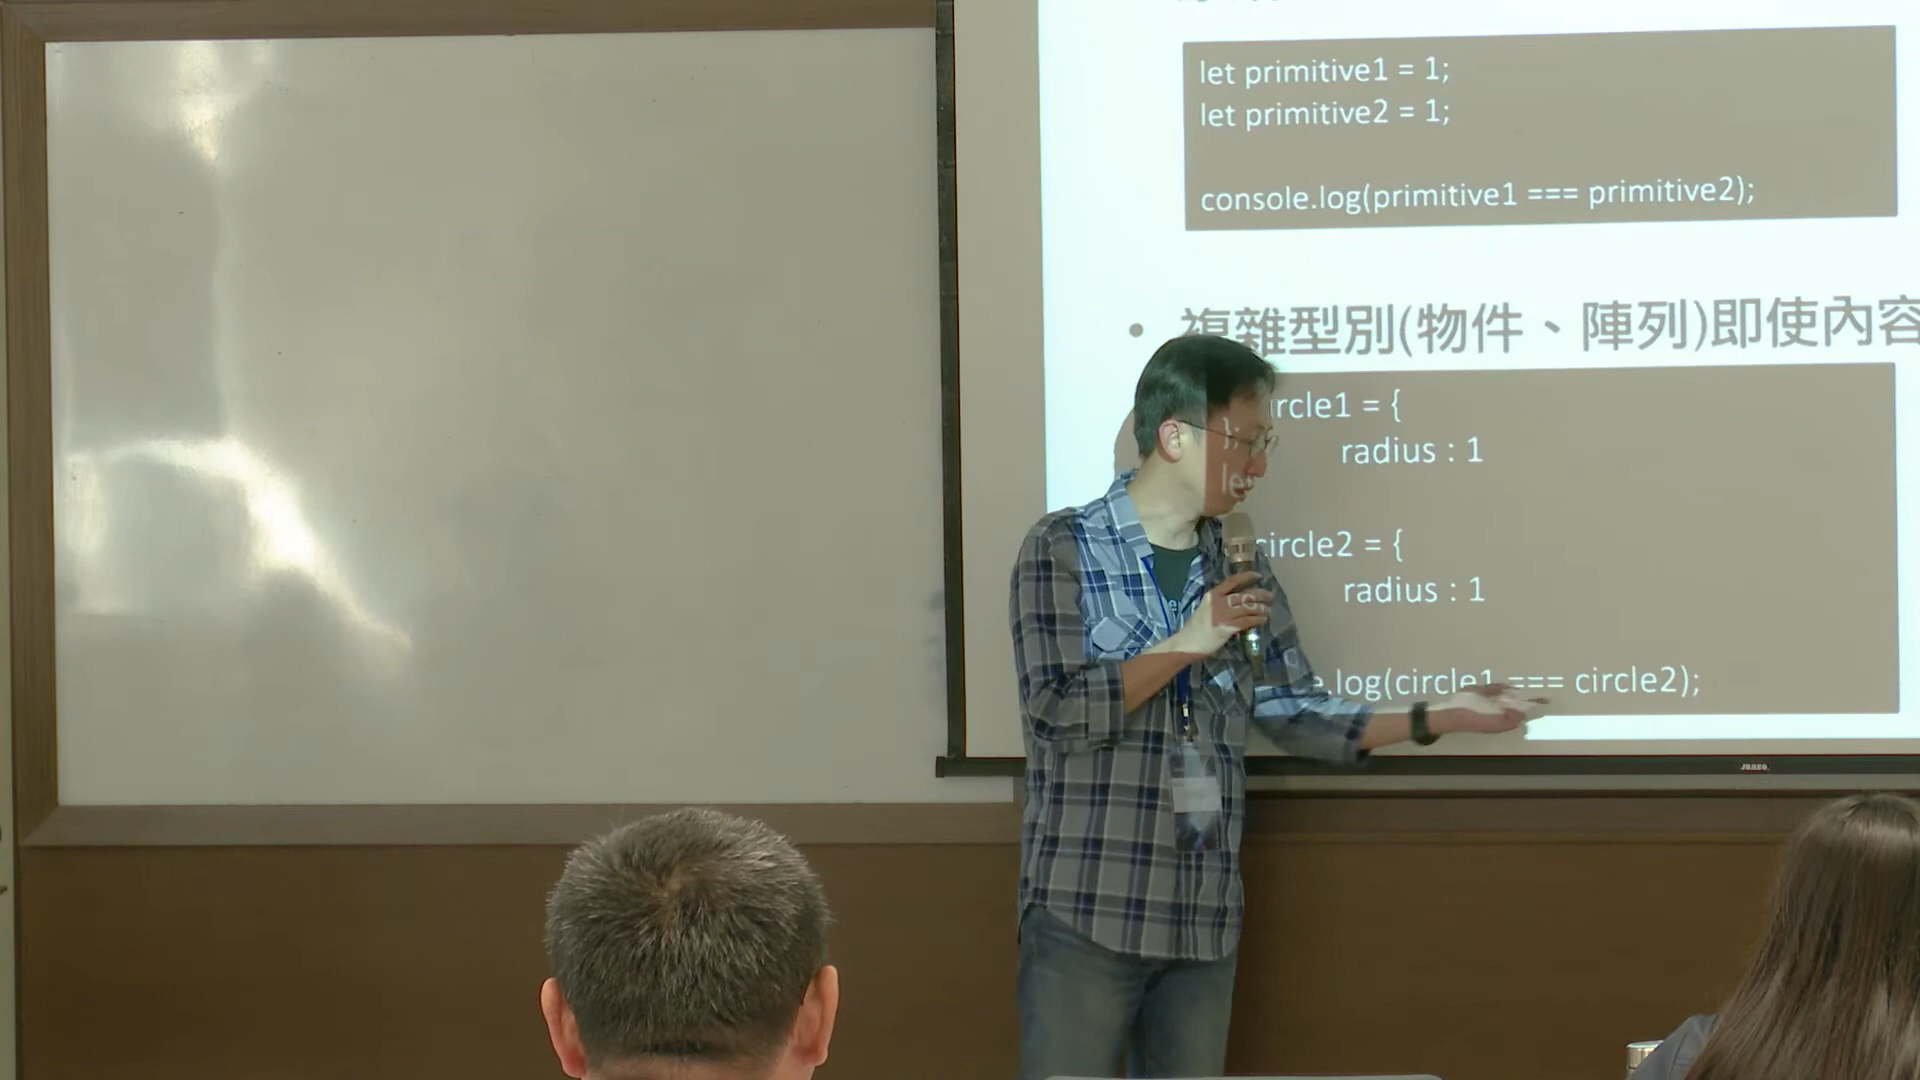 let primitive1 = 1;
let primitive2 = 1;
console.log(primitive1 === primitive2);
• 複雜型別(物件、陣列)即使內容
ircle1 = {
radius : 1
circle2 = {
radius : 1
e.log(circle1 === circle2);